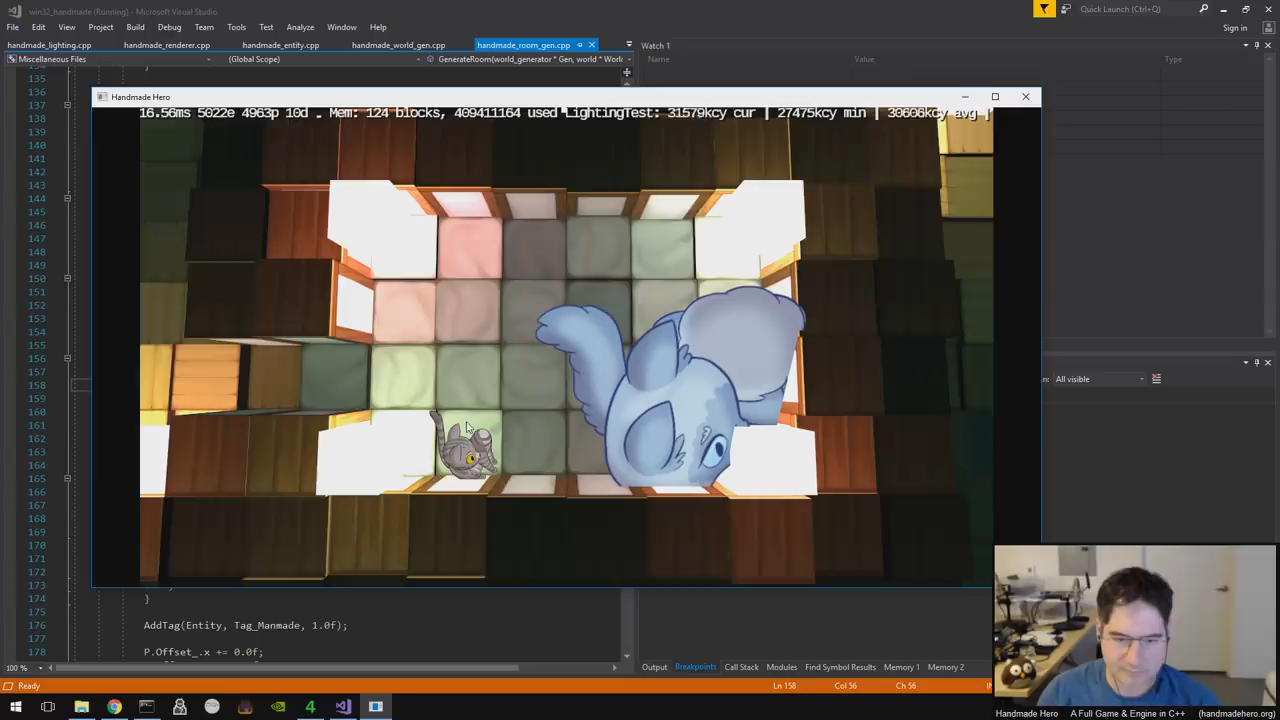 win32_handmade (Running) - Microsoft Visual Studio
Quick Launch (Ctrl+Q)
File Edit View Project Build Debug Team Tools Test Analyze Window Help
Sign in
handmade_lighting.cpp handmade_renderer.cpp handmade_entity.cpp handmade_world_gen.cpp handmade_room_gen.cpp
Watch 1
Miscellaneous Files (Global Scope) GenerateRoom(world_generator * Gen, world * World
Name Value Type
135
136
137
Handmade Hero
138
16.56ms 5022e 4963p 10d Mem: 124 blocks, 409411164 used LightingTest: 31579kcy cur | 27475kcy min | 30606kcy avg |
139
140
141
142
143
144
145
146
147
148
149
150
151
152
153
154
155
156
157
All visible
158
159
160
161
162
163
164
165
166
167
168
169
170
171
172
173
174 }
175
176 AddTag(Entity, Tag_Manmade, 1.0f);
177
178 P.Offset_.x += 0.0f;
100 %
Output Breakpoints Call Stack Modules Find Symbol Results Memory 1 Memory 2
Ready Ln 158 Col 56 Ch 56
Handmade Hero A Full Game & Engine in C++ (handmadehero.org)